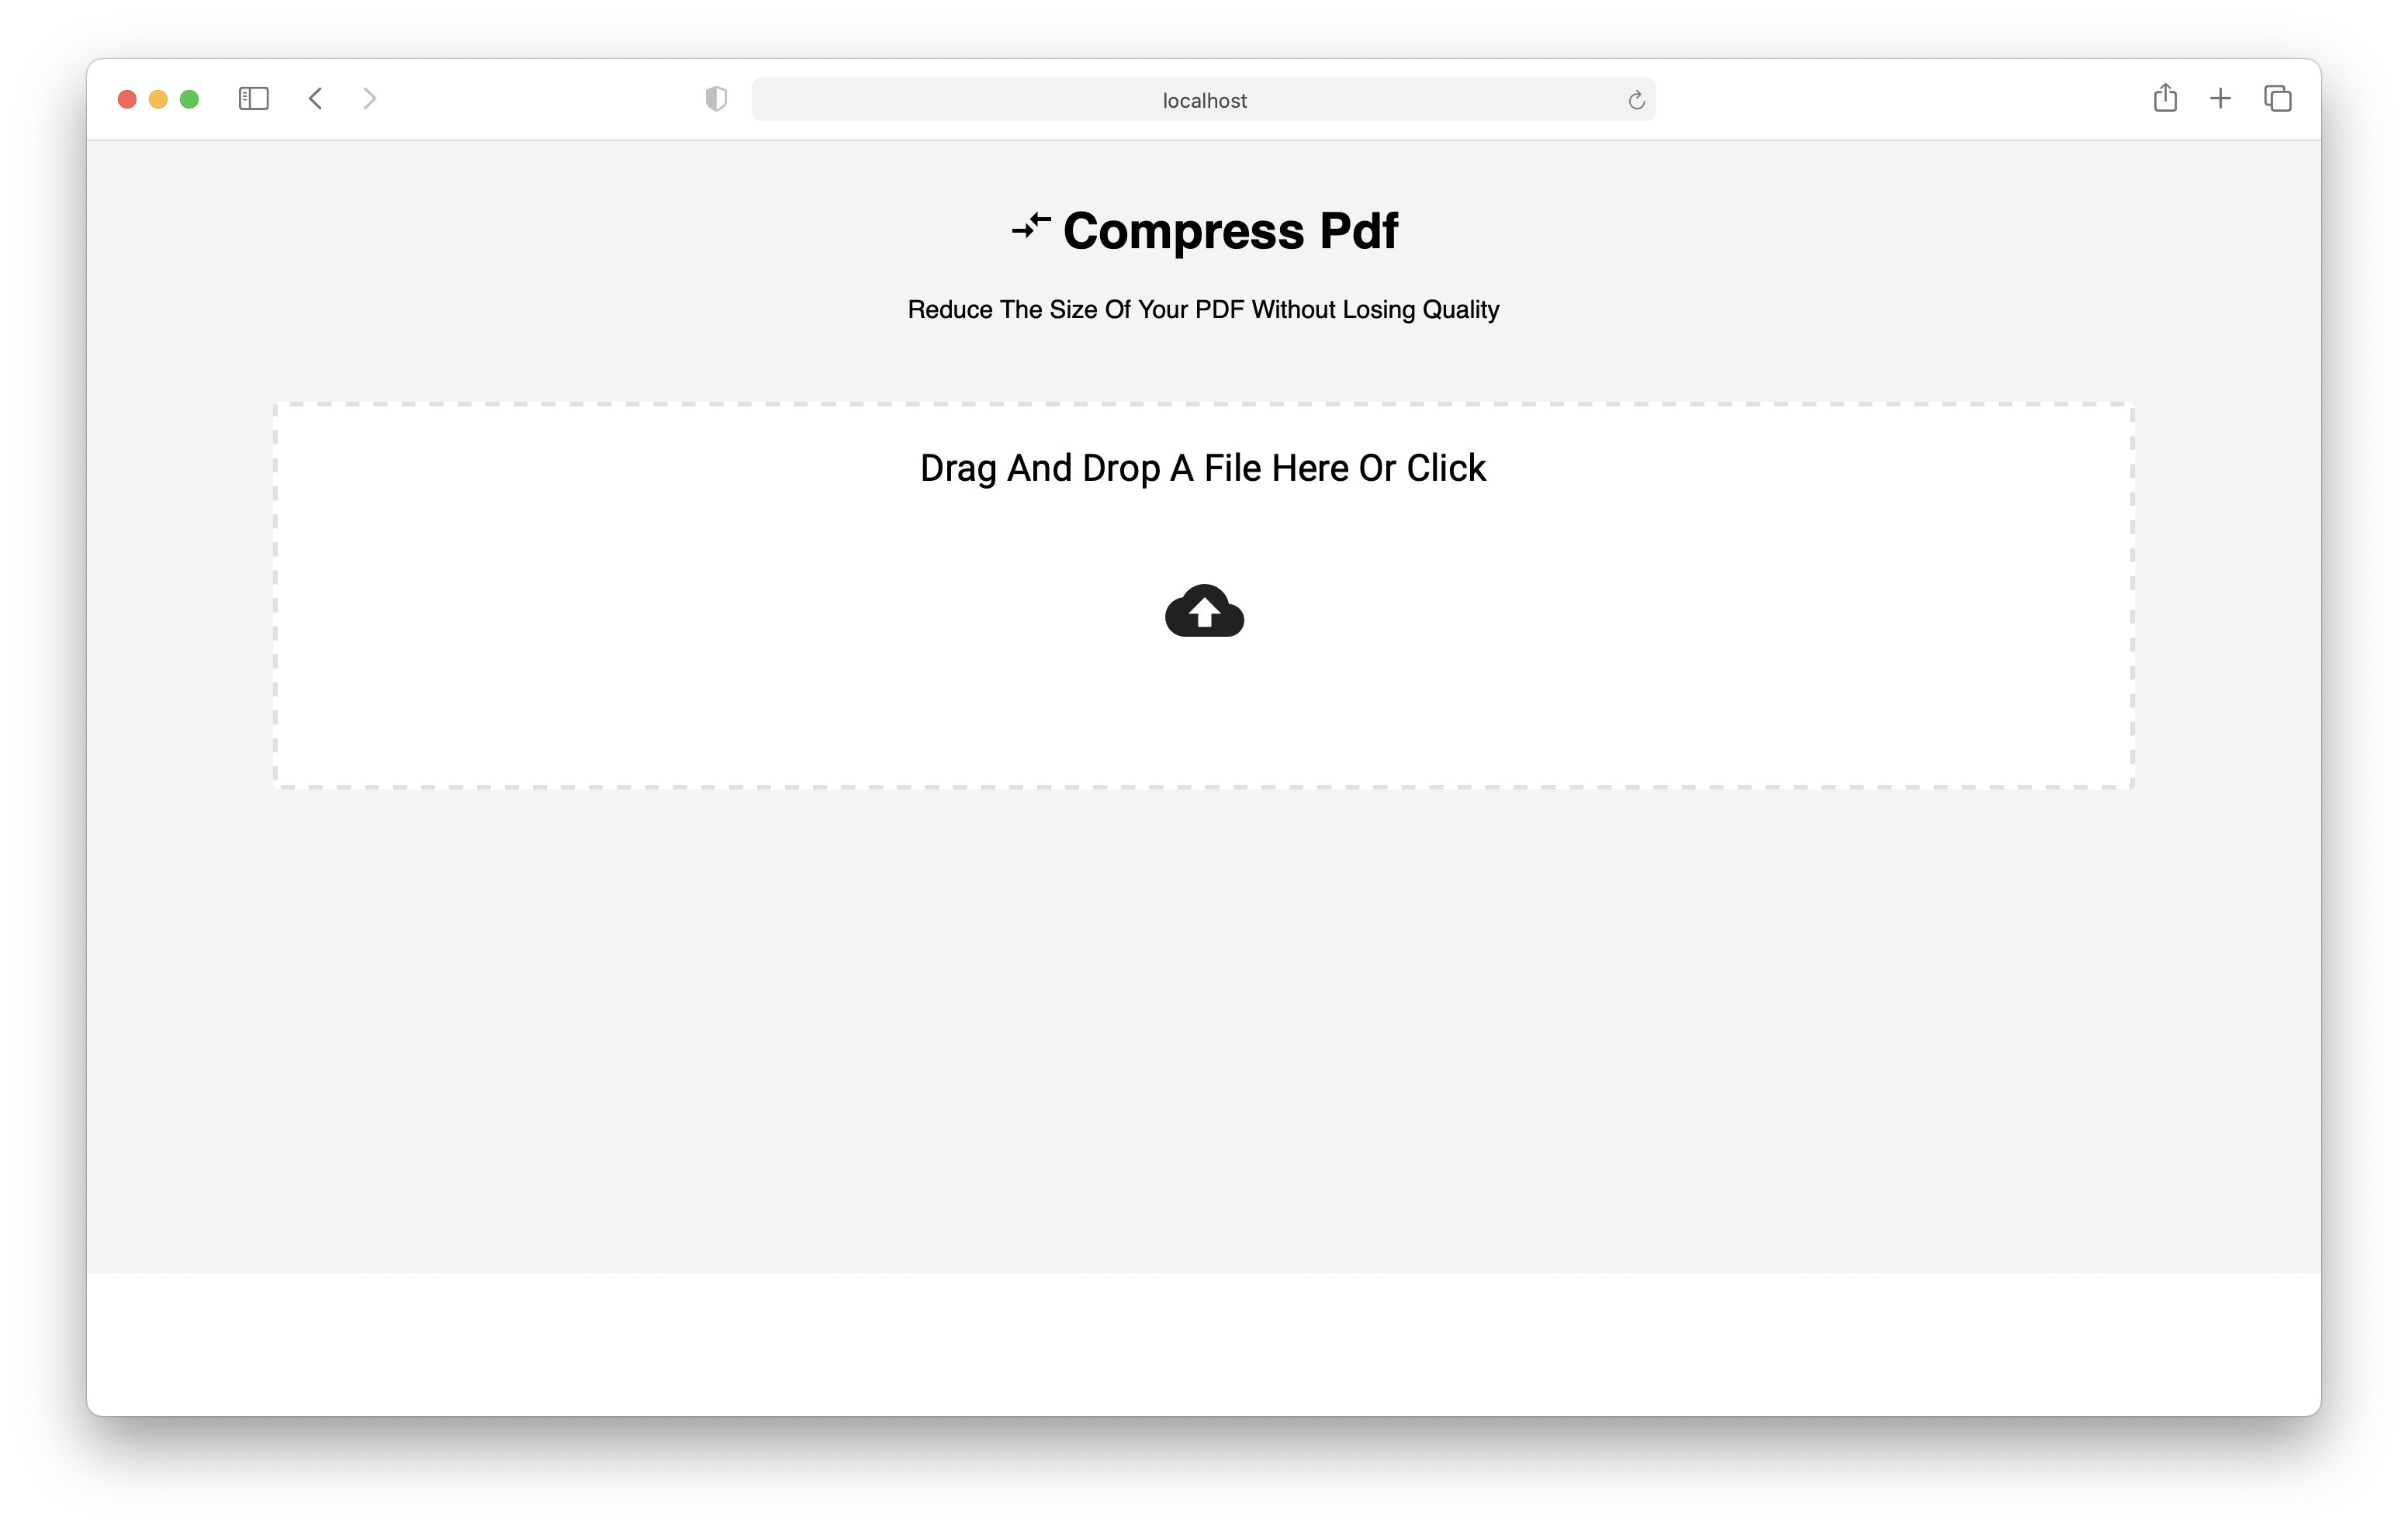 localhost
Compress Pdf
Reduce The Size Of Your PDF Without Losing Quality
Drag And Drop A File Here Or Click